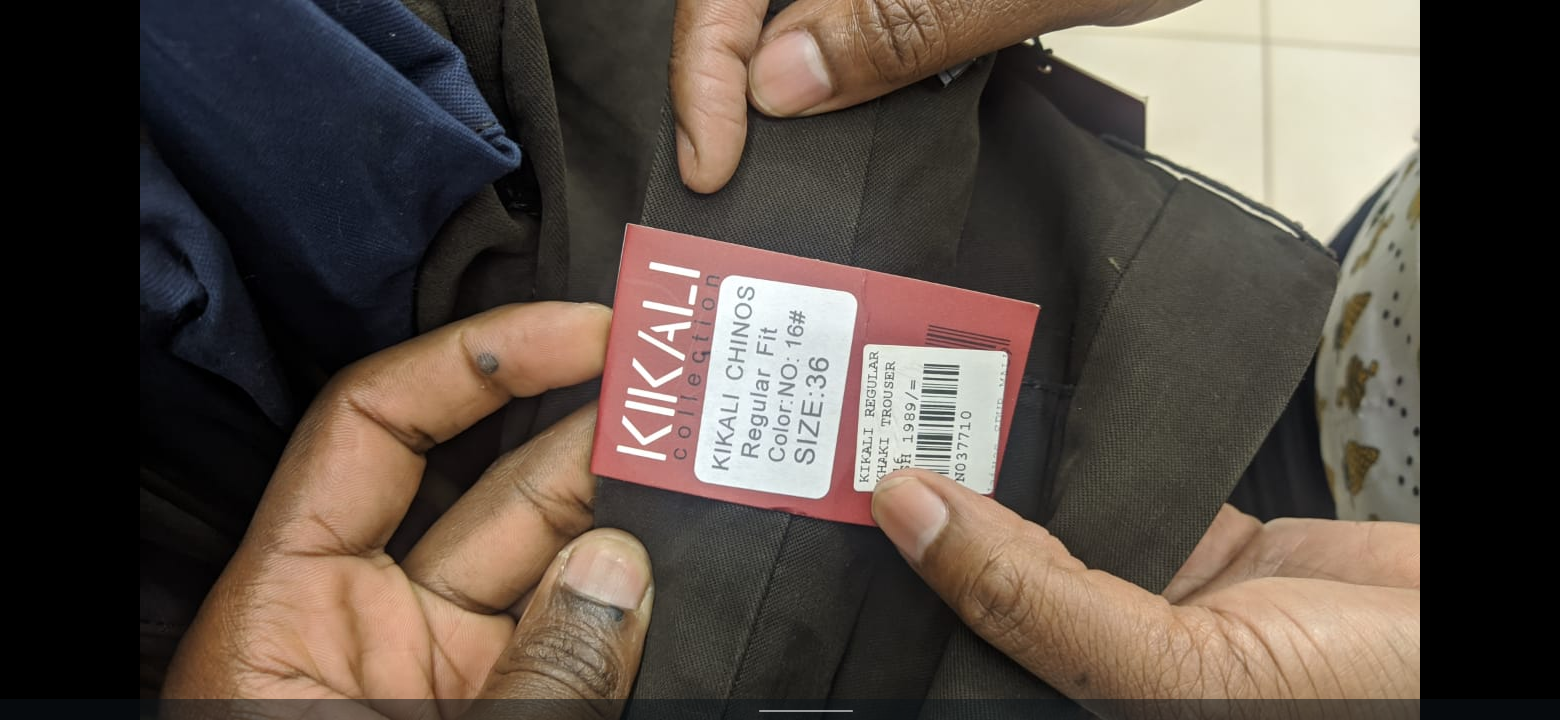 KIKALI
collection
KIKALI CHINOS
Regular Fit
Color:NO: 16#
SIZE:36
KIKALI REGULAR
KHAKI TROUSER
1989/=
N037710